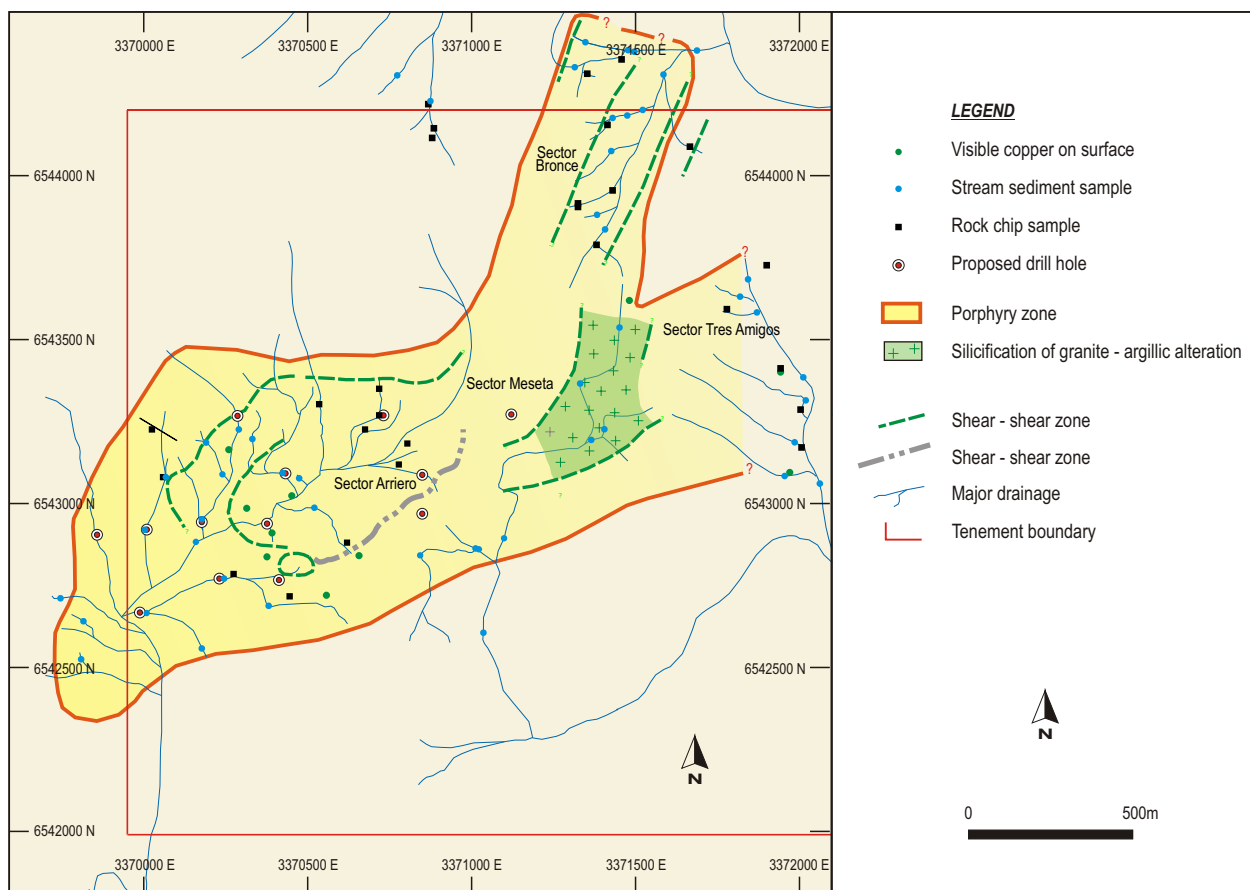 3370000 E
3370500 E
3371000 E
3371500 E
3372000 E
?
?
LEGEND
Visible copper on surface
Stream sediment sample
Rock chip sample
Proposed drill hole
Porphyry zone
Silicification of granite - argillic alteration
Shear - shear zone
Shear - shear zone
Major drainage
Tenement boundary
6544000 N
Sector
Bronce
6544000 N
?
6543500 N
Sector Tres Amigos
6543500 N
Sector Meseta
6543000 N
Sector Arriero
?
6543000 N
6542500 N
6542500 N
N
N
0
500m
6542000 N
6542000 N
3370000 E
3370500 E
3371000 E
3371500 E
3372000 E